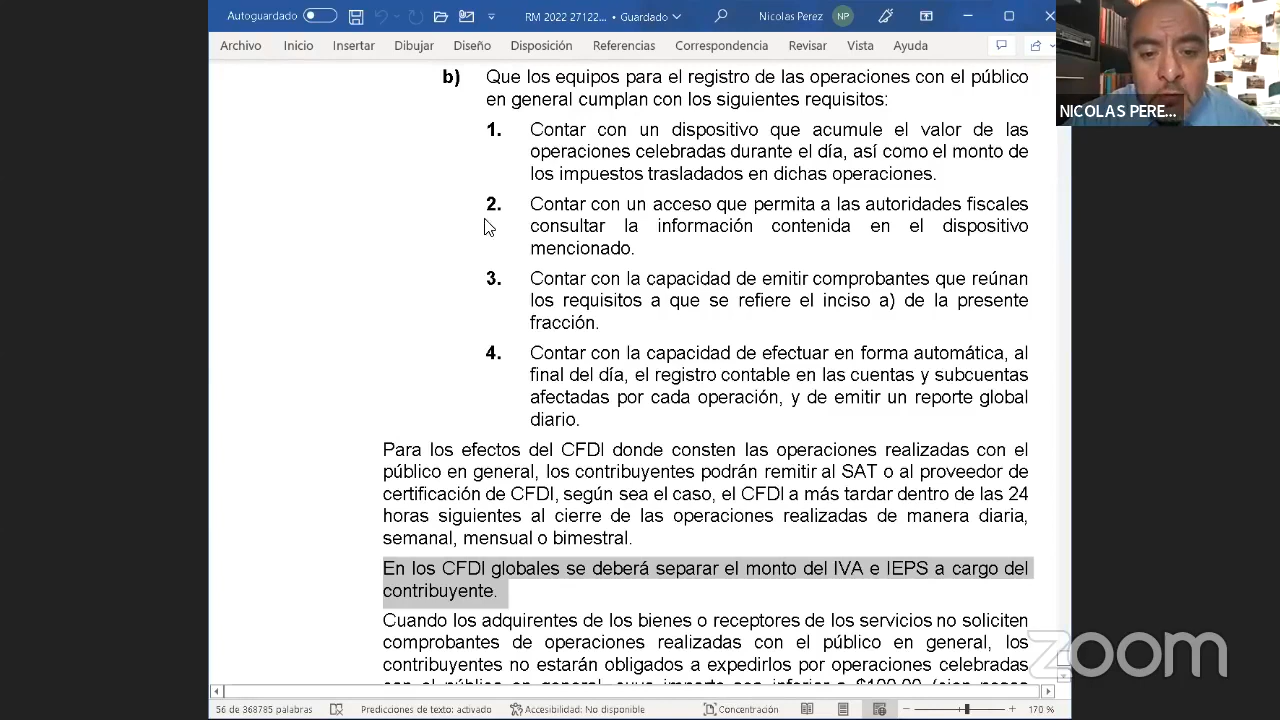 Autoguardado
RM 2022 27122... • Guardado
Nicolas Perez
NP
Archivo Inicio Insertar Dibujar Diseño Disposición Referencias Correspondencia Revisar Vista Ayuda
NICOLAS PERE...
b) Que los equipos para el registro de las operaciones con el público
en general cumplan con los siguientes requisitos:
1. Contar con un dispositivo que acumule el valor de las
operaciones celebradas durante el día, así como el monto de
los impuestos trasladados en dichas operaciones.
2. Contar con un acceso que permita a las autoridades fiscales
consultar la información contenida en el dispositivo
mencionado.
3. Contar con la capacidad de emitir comprobantes que reúnan
los requisitos a que se refiere el inciso a) de la presente
fracción.
4. Contar con la capacidad de efectuar en forma automática, al
final del día, el registro contable en las cuentas y subcuentas
afectadas por cada operación, y de emitir un reporte global
diario.
Para los efectos del CFDI donde consten las operaciones realizadas con el
público en general, los contribuyentes podrán remitir al SAT o al proveedor de
certificación de CFDI, según sea el caso, el CFDI a más tardar dentro de las 24
horas siguientes al cierre de las operaciones realizadas de manera diaria,
semanal, mensual o bimestral.
En los CFDI globales se deberá separar el monto del IVA e IEPS a cargo del
contribuyente.
Cuando los adquirentes de los bienes o receptores de los servicios no soliciten
comprobantes de operaciones realizadas con el público en general, los
contribuyentes no estarán obligados a expedirlos por operaciones celebradas
con el público en general, cuyo importe sea inferior a $100.00 (cien pesos
zoom
56 de 368785 palabras
Predicciones de texto: activado
Accesibilidad: No disponible
Concentración
170 %